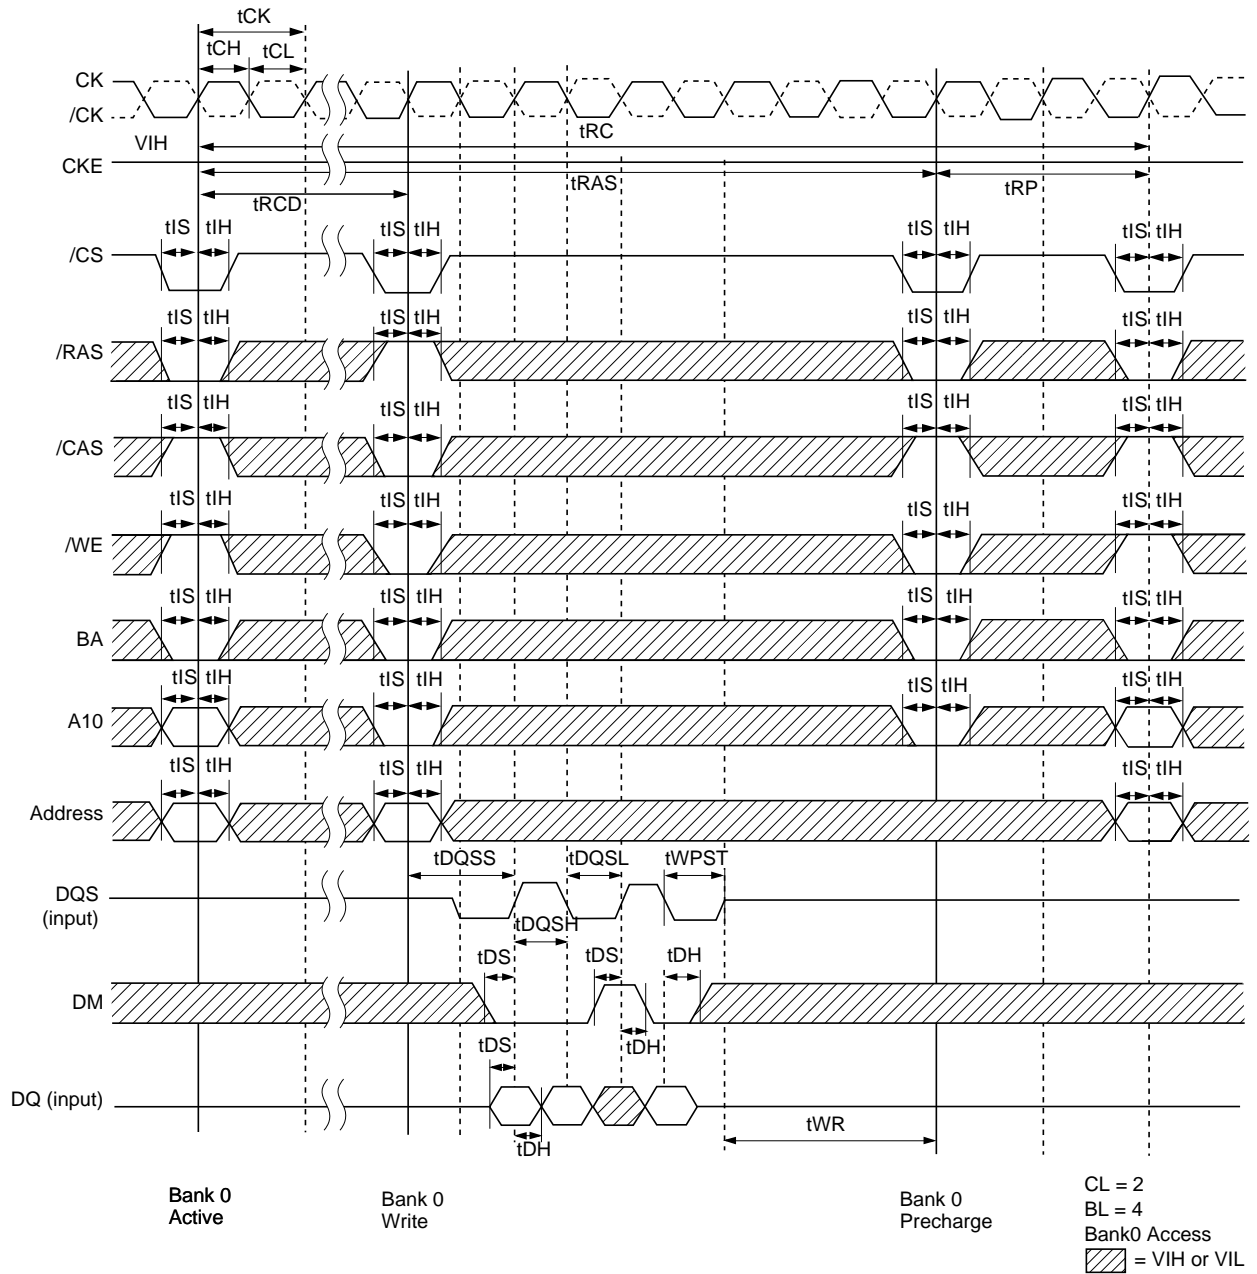 tCK
tCH tCL
CK
/CK
VIH
tRC
CKE
tRAS
tRP
tRCD
tIS tIH tIS tIH tIS tIH tIS tIH
/CS
tIS tIH tIS tIH tIS tIH tIS tIH
/RAS
tIS tIH tIS tIH tIS tIH tIS tIH
/CAS
tIS tIH tIS tIH tIS tIH tIS tIH
/WE
tIS tIH tIS tIH tIS tIH tIS tIH
BA
tIS tIH tIS tIH tIS tIH tIS tIH
A10
tIS tIH tIS tIH tIS tIH
Address
tDQSS tDQSL tWPST
DQS
(input)
tDQSH
tDS tDS tDH
DM
tDS tDH
DQ (input)
tDH
tWR
Bank 0
Active
Bank 0
Write
Bank 0
Precharge
CL = 2
BL = 4
Bank0 Access
= VIH or VIL